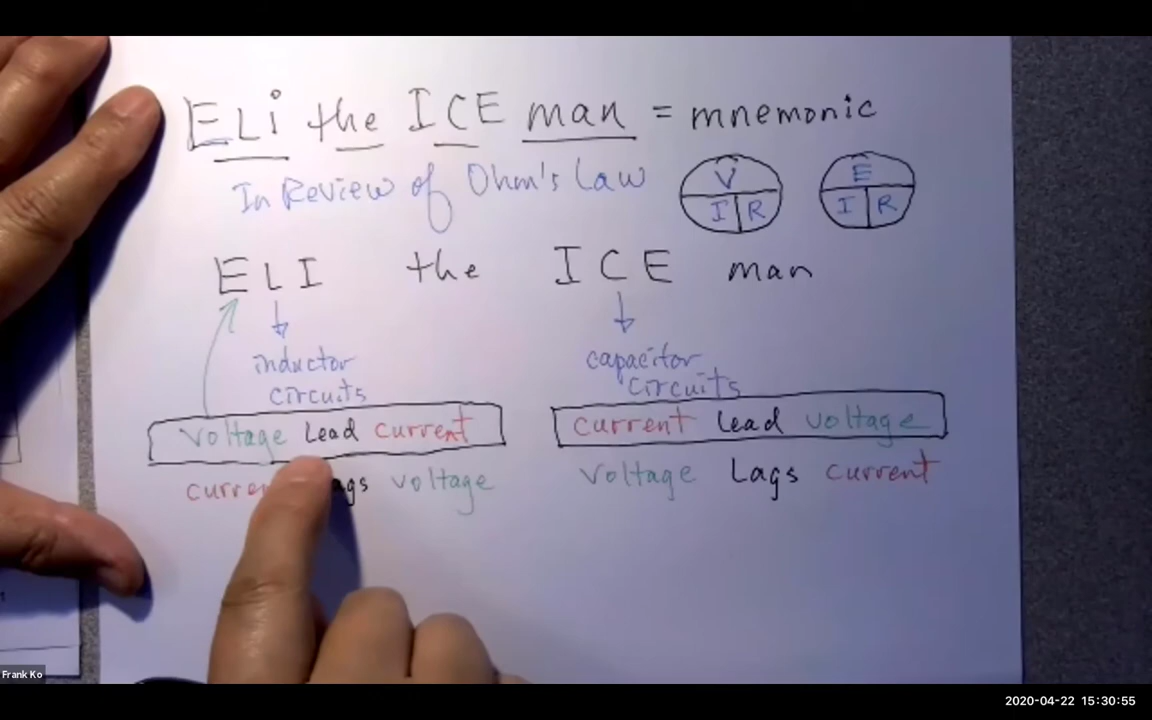 ELi the ICE man = mnemonic
In Review of Ohm's Law
V
I R
E
I R
ELI the ICE man
inductor circuits
capacitor circuits
voltage Lead current
current Lead voltage
voltage
voltage Lags current
Frank Ko
2020-04-22 15:30:55